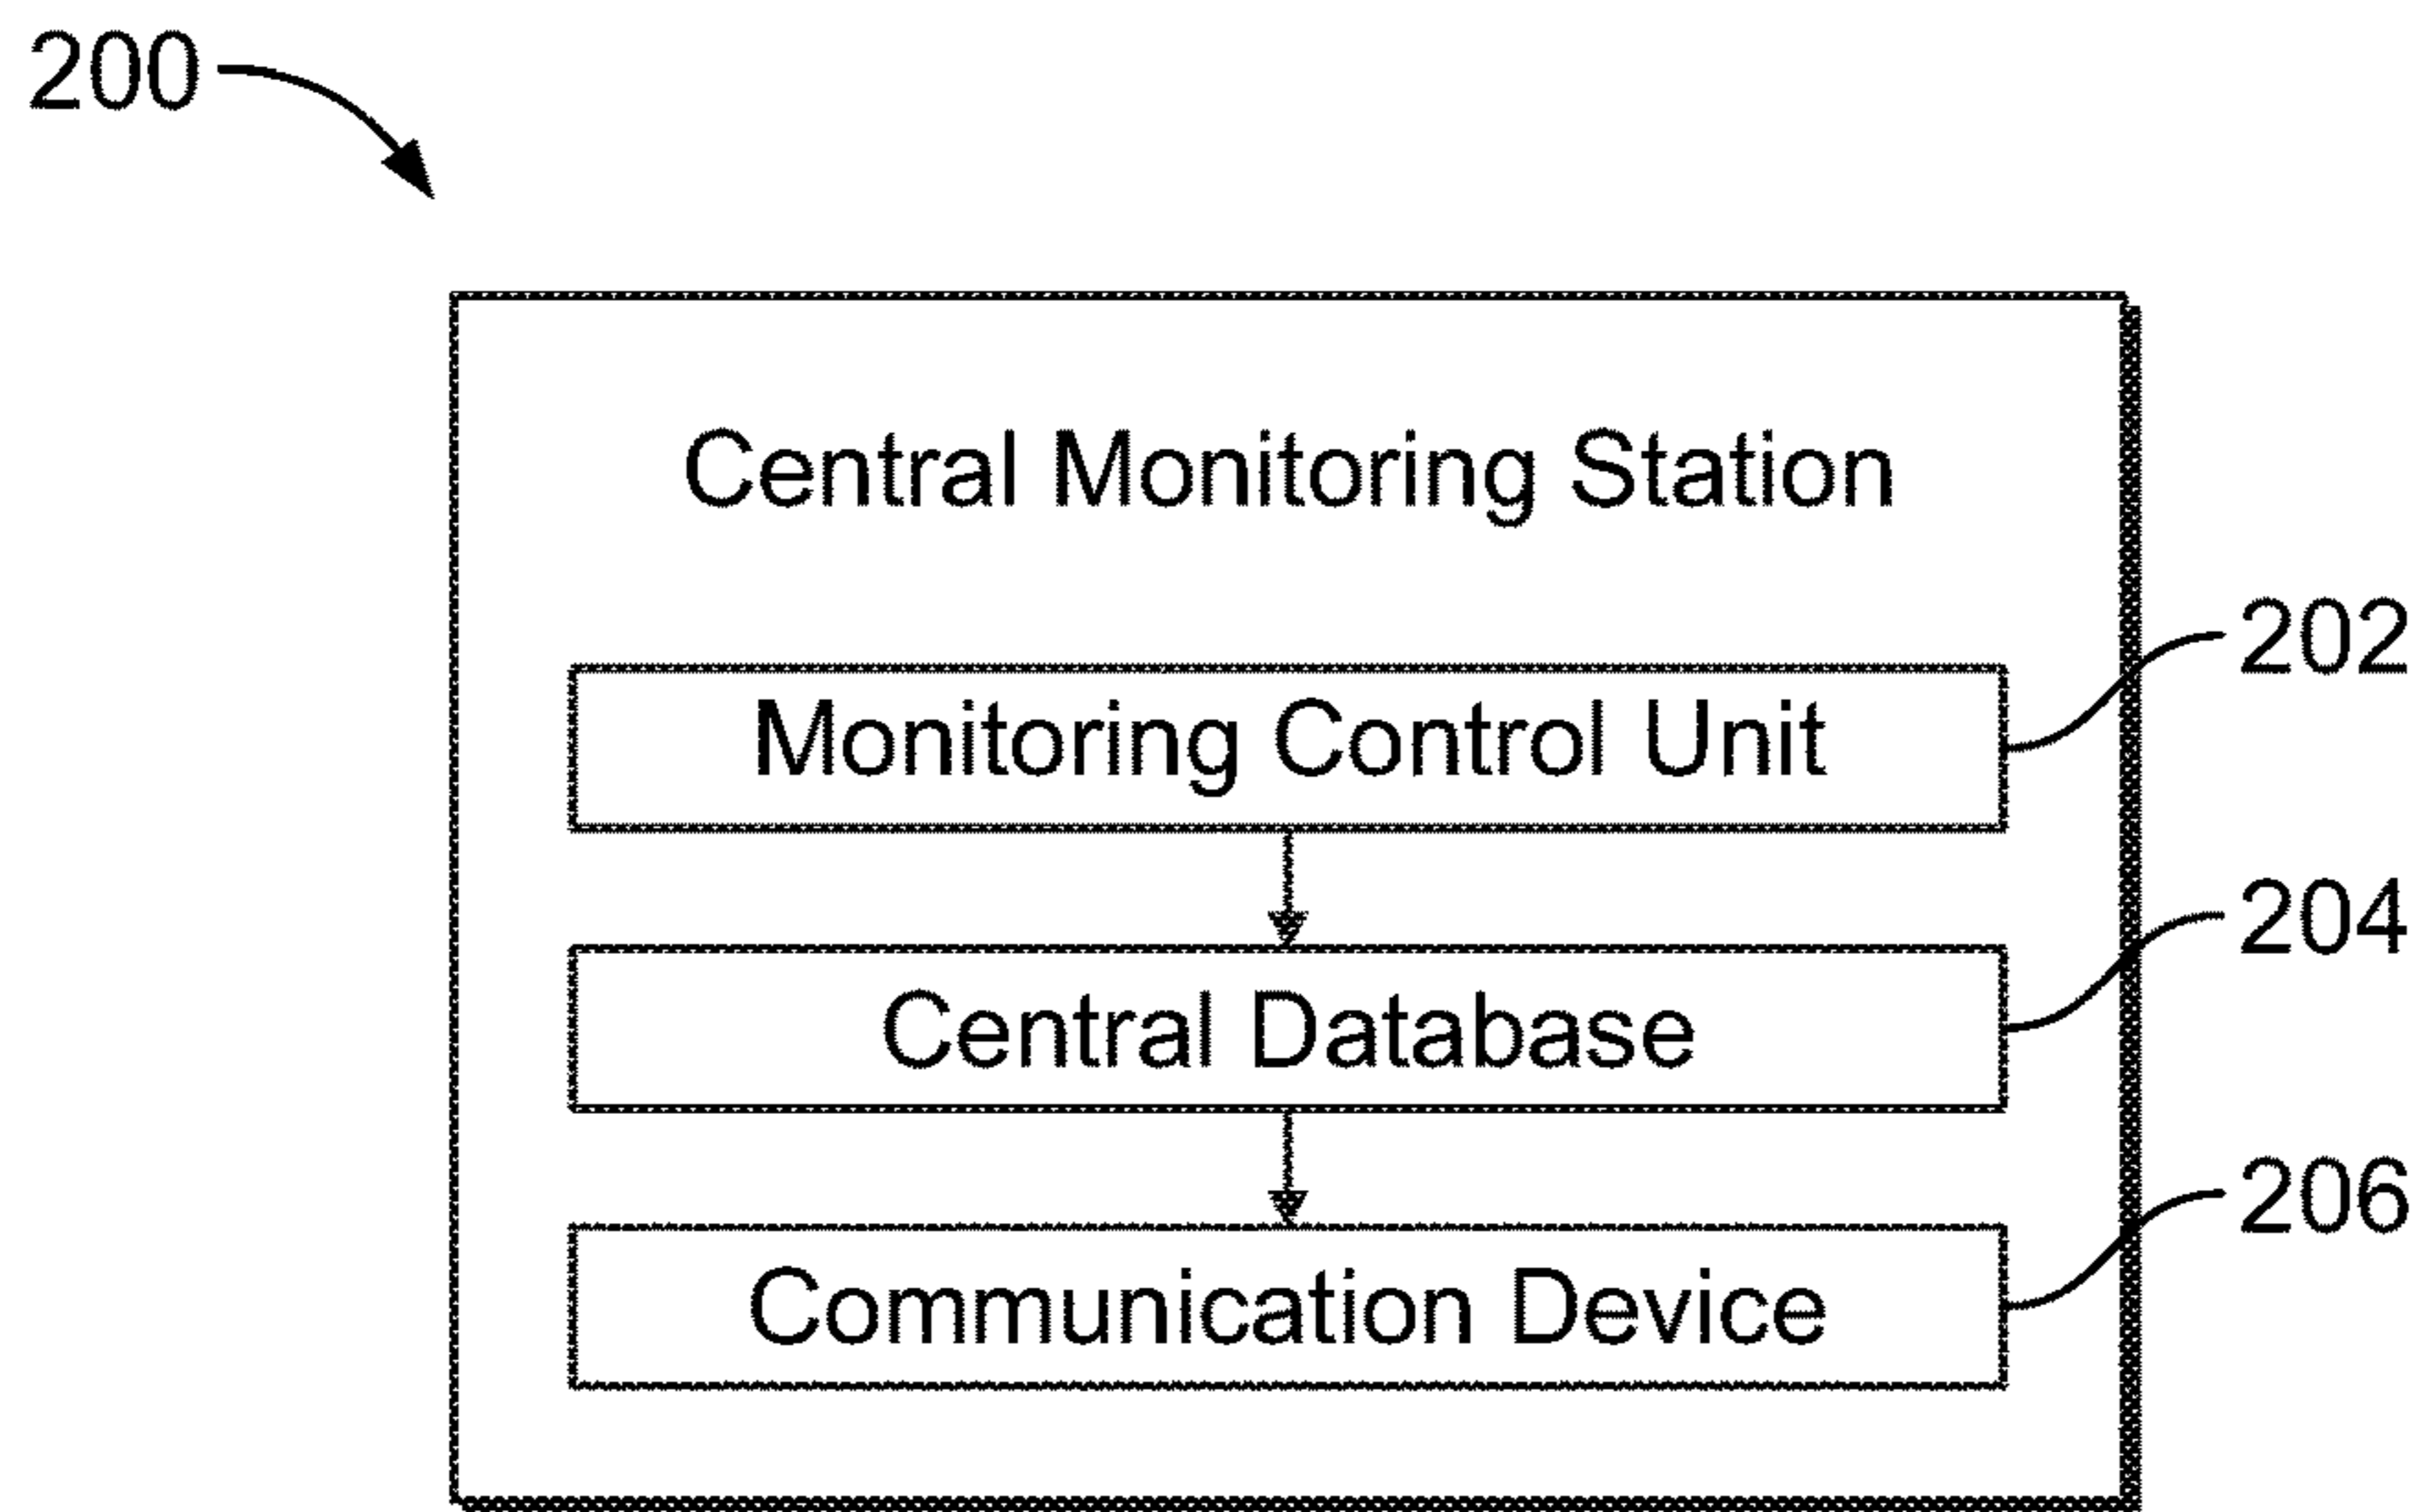 200
Central Monitoring Station
202
Monitoring Control Unit
204
Central Database
206
Communication Device